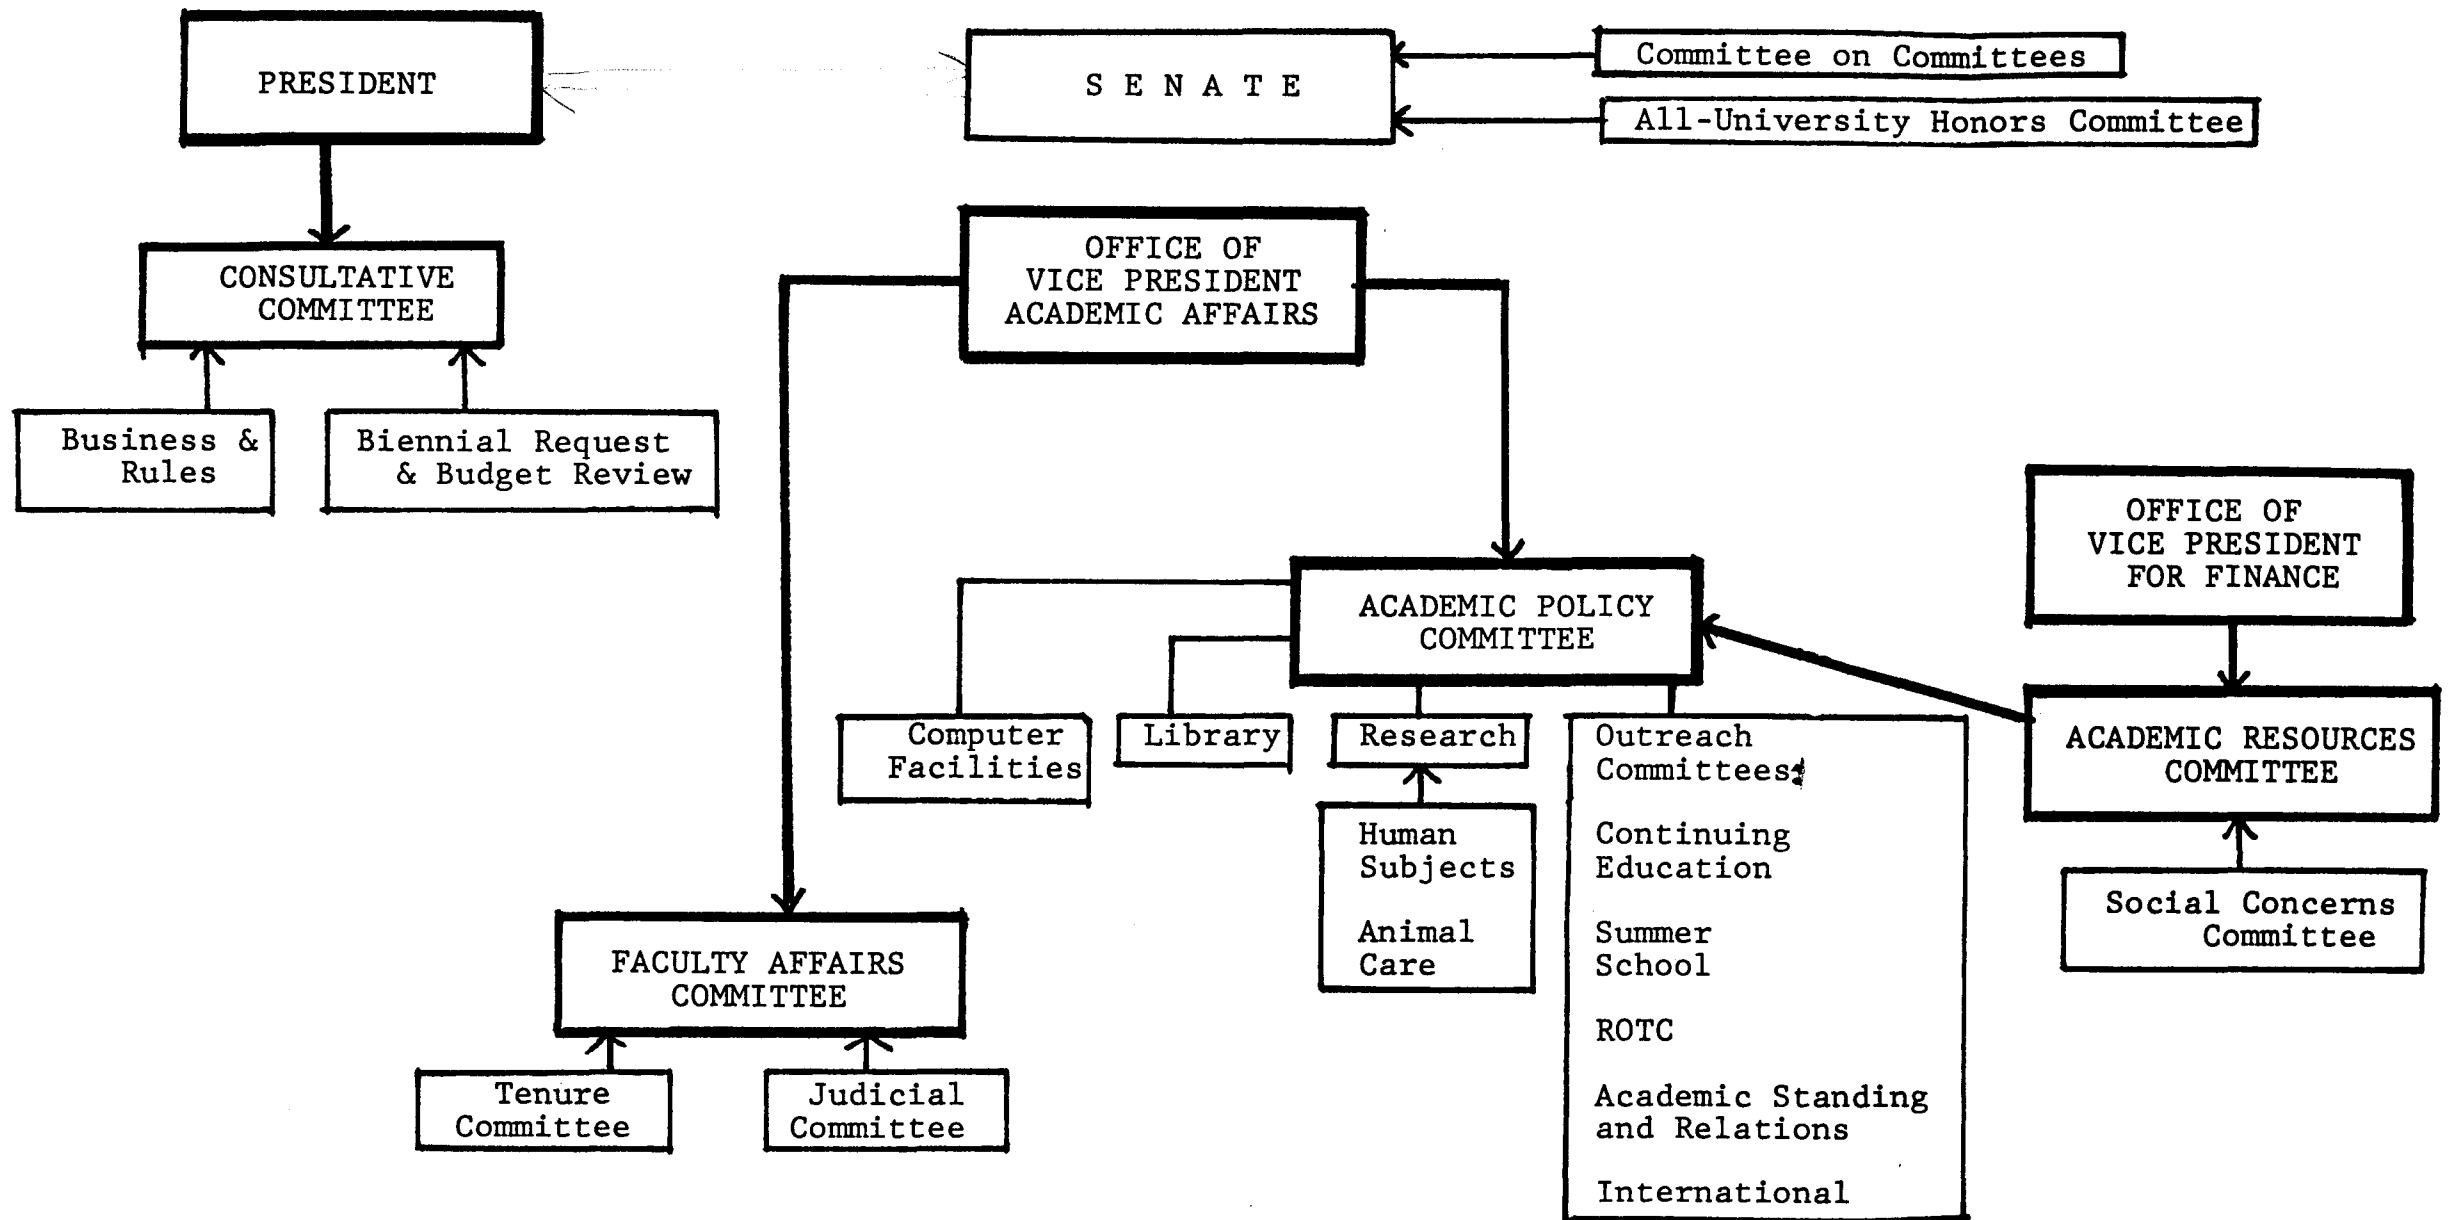 PRESIDENT
S E N A T E
Committee on Committees
All-University Honors Committee
CONSULTATIVE
COMMITTEE
OFFICE OF
VICE PRESIDENT
ACADEMIC AFFAIRS
Business &
Rules
Biennial Request
& Budget Review
OFFICE OF
VICE PRESIDENT
FOR FINANCE
ACADEMIC POLICY
COMMITTEE
ACADEMIC RESOURCES
COMMITTEE
Computer
Facilities
Library
Research
Outreach
Committees:
Continuing
Education
Summer
School
ROTC
Academic Standing
and Relations
International
Human
Subjects
Animal
Care
Social Concerns
Committee
FACULTY AFFAIRS
COMMITTEE
Tenure
Committee
Judicial
Committee